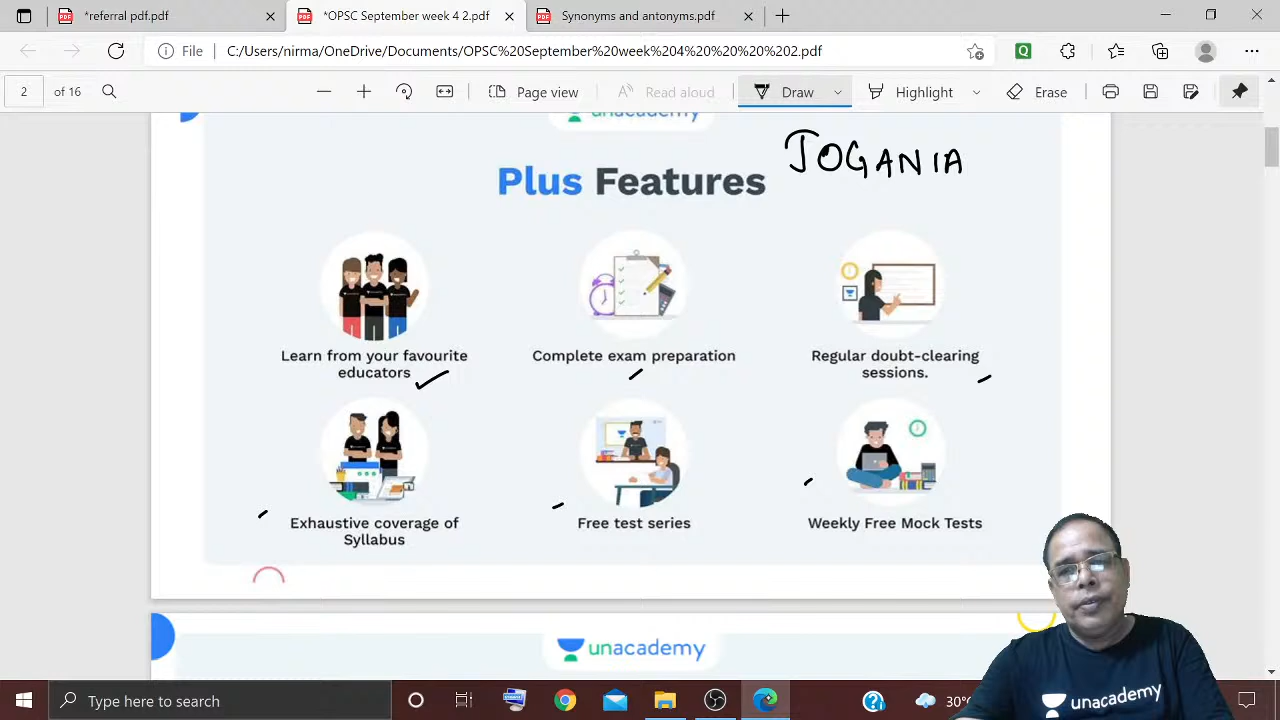 *referral pdf.pdf
*OPSC September week 4 2.pdf
Synonyms and antonyms.pdf
File
C:/Users/nirma/OneDrive/Documents/OPSC%20September%20week%204%20%20%20%202.pdf
2 of 16
Page view
Read aloud
Draw
Highlight
Erase
unacademy
Plus Features
JOGANIA
Learn from your favourite
educators
Complete exam preparation
Regular doubt-clearing
sessions.
Exhaustive coverage of
Syllabus
Free test series
Weekly Free Mock Tests
unacademy
unacademy
Type here to search
30°